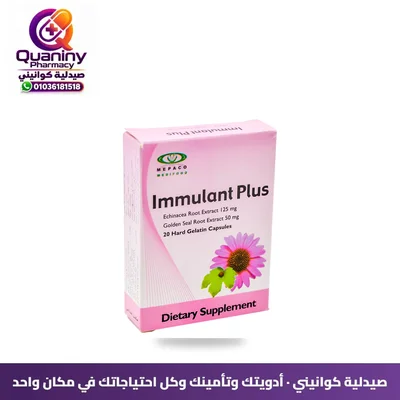 Quaniny
Pharmacy
صيدلية كوانيني
01036181518
Immulant Plus
MEPACO
MEDIFOOD
Immulant Plus
Echinacea Root Extract 125 mg
Golden Seal Root Extract 50 mg
20 Hard Gelatin Capsules
Dietary Supplement
صيدلية كوانيني - أدويتك وتأمينك وكل احتياجاتك في مكان واحد